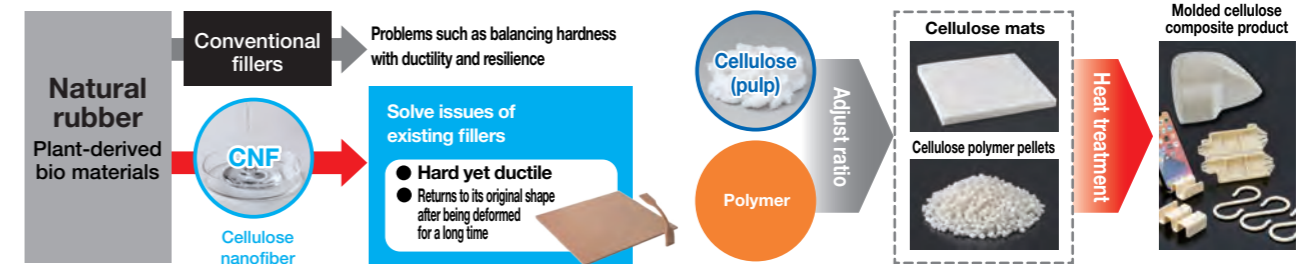 Natural
rubber
Plant-derived
bio materials
Conventional
fillers
Problems such as balancing hardness
with ductility and resilience
CNF
Cellulose
nanofiber
Solve issues of
existing fillers
● Hard yet ductile
● Returns to its original shape
after being deformed
for a long time
Cellulose
(pulp)
Polymer
Adjust ratio
Cellulose mats
Cellulose polymer pellets
Heat treatment
Molded cellulose
composite product